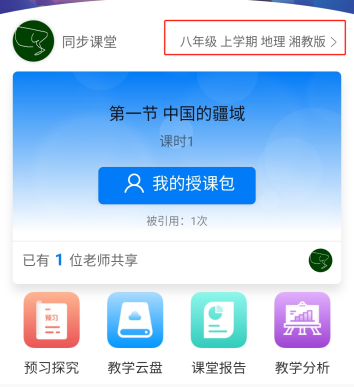 同步课堂
八年级 上学期 地理 湘教版
第一节 中国的疆域
课时1
我的授课包
被引用：1次
已有 1 位老师共享
预习
预习探究 教学云盘 课堂报告 教学分析